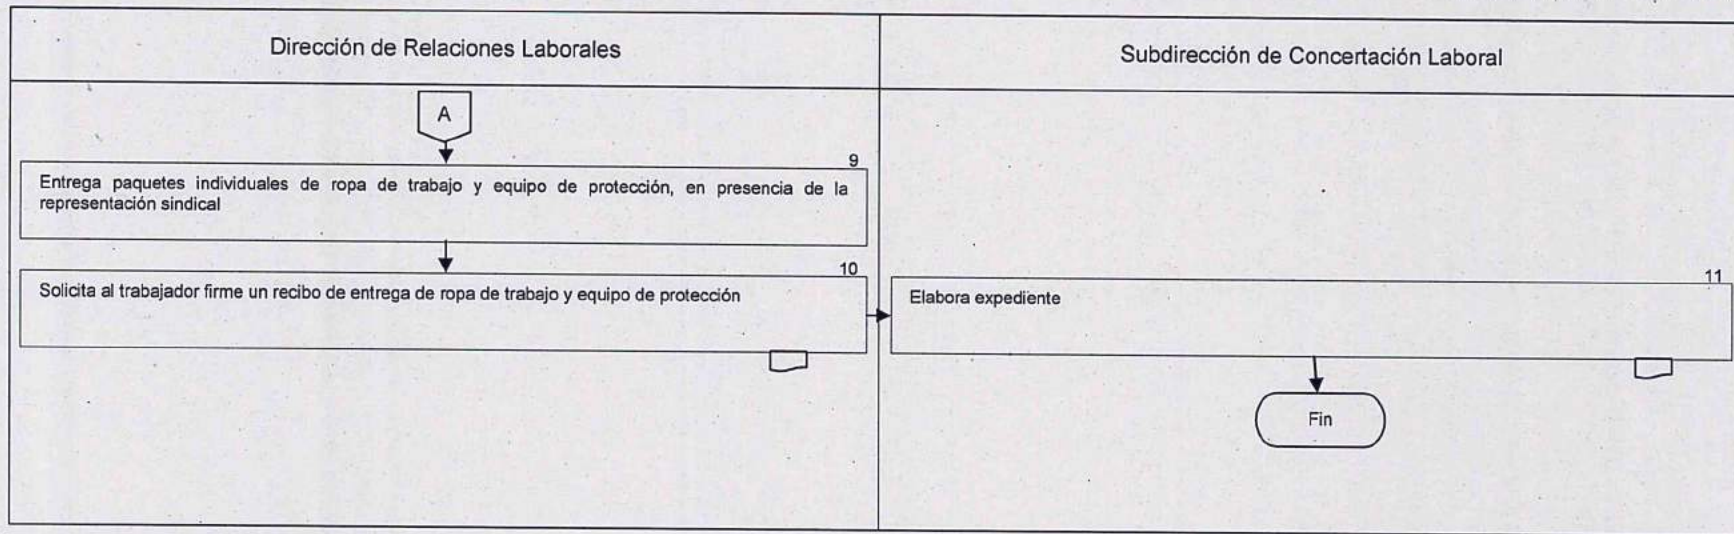 Dirección de Relaciones Laborales
Subdirección de Concertación Laboral
A
9
Entrega paquetes individuales de ropa de trabajo y equipo de protección, en presencia de la
representación sindical
10
Solicita al trabajador firme un recibo de entrega de ropa de trabajo y equipo de protección
11
Elabora expediente
Fin